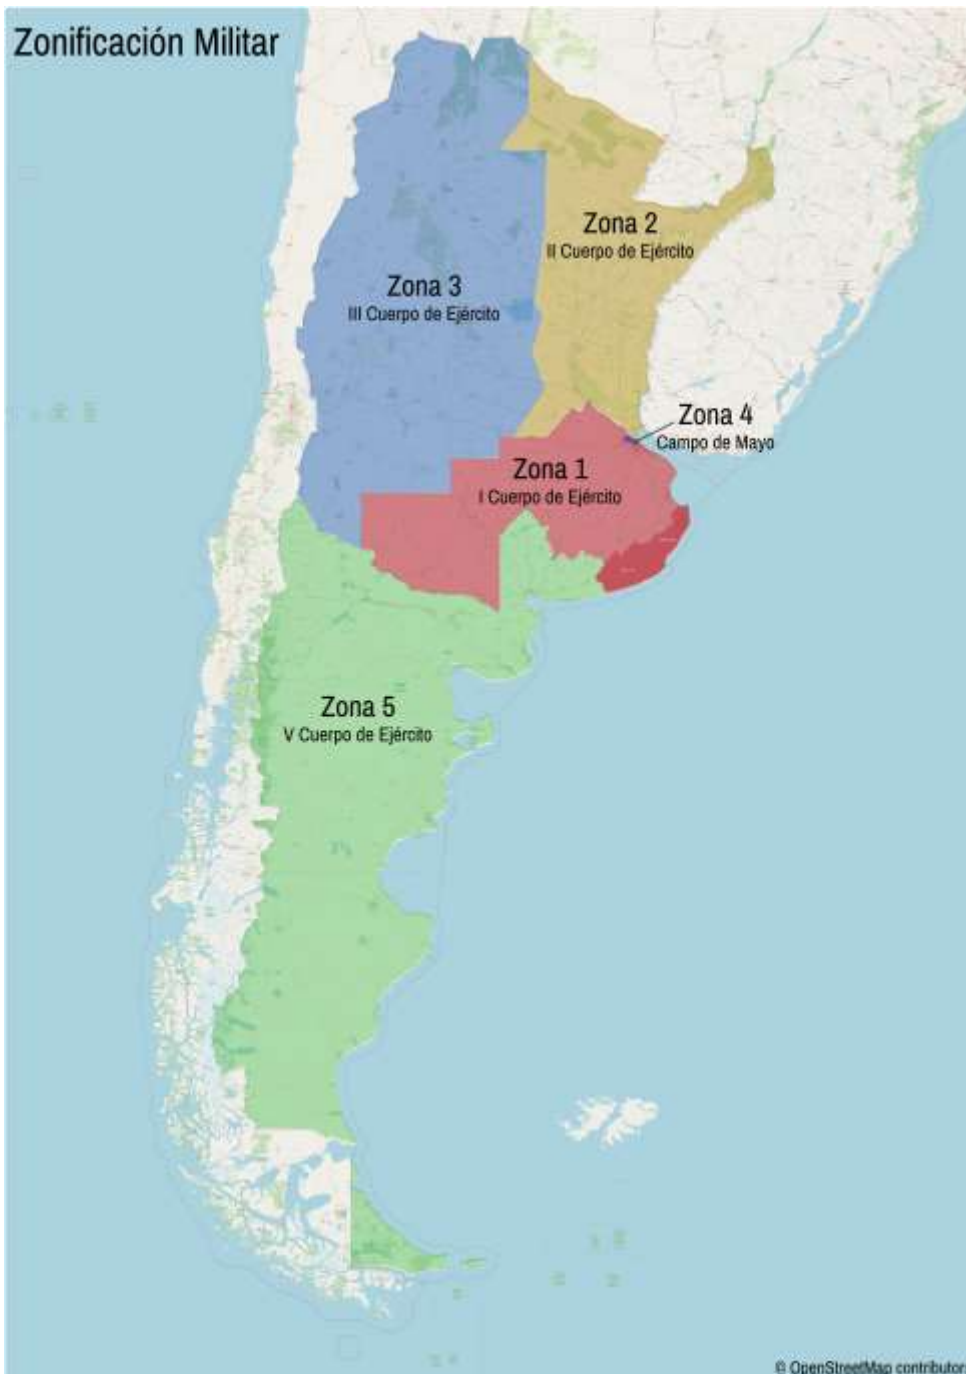 Zonificación Militar
Zona 2
II Cuerpo de Ejército
Zona 3
III Cuerpo de Ejército
Zona 4
Campo de Mayo
Zona 1
I Cuerpo de Ejército
Zona 5
V Cuerpo de Ejército
© OpenStreetMap contributors